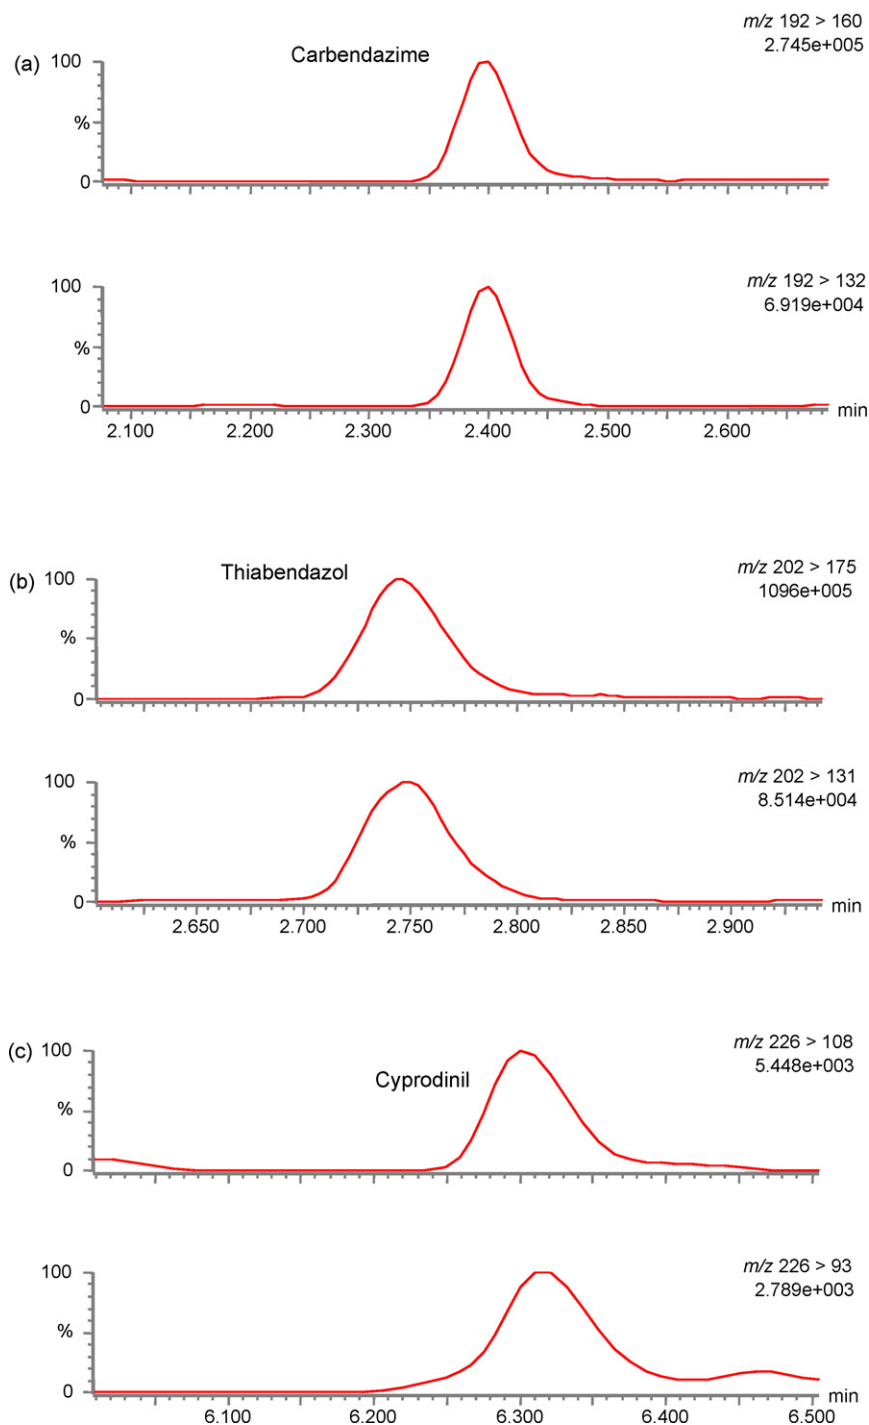 m/z 192 > 160
2.745e+005
(a)
Carbendazime
100
%
0
m/z 192 > 132
6.919e+004
100
%
0
min
2.100 2.200 2.300 2.400 2.500 2.600
(b)
Thiabendazol
m/z 202 > 175
1096e+005
100
%
0
m/z 202 > 131
8.514e+004
100
%
0
min
2.650 2.700 2.750 2.800 2.850 2.900
(c)
Cyprodinil
m/z 226 > 108
5.448e+003
100
%
0
m/z 226 > 93
2.789e+003
100
%
0
min
6.100 6.200 6.300 6.400 6.500